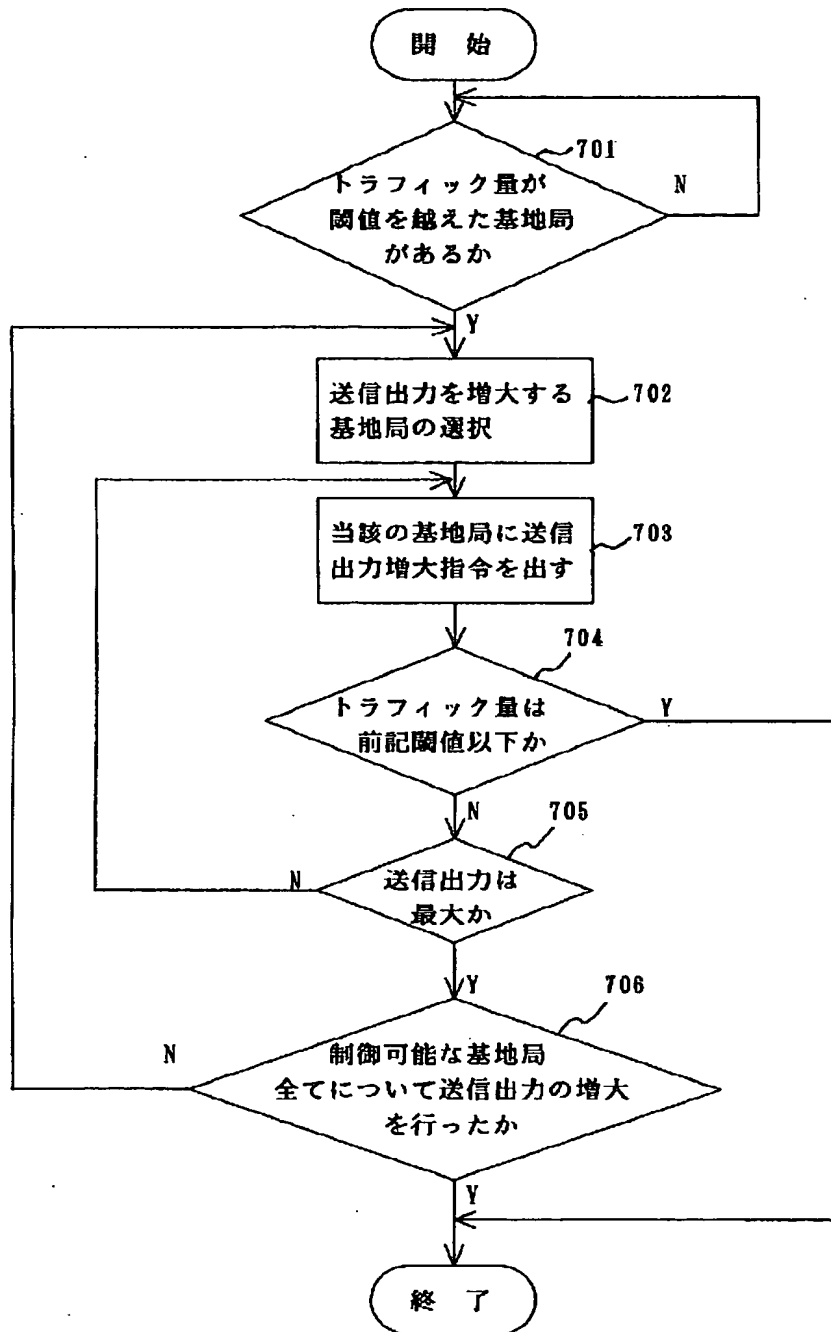 開 始
701
トラフィック量が
閾値を越えた基地局
があるか
N
Y
送信出力を増大する
基地局の選択
702
当該の基地局に送信
出力増大指令を出す
703
704
トラフィック量は
前記閾値以下か
Y
N
705
送信出力は
最大か
N
Y
706
制御可能な基地局
全てについて送信出力の増大
を行ったか
N
Y
終 了